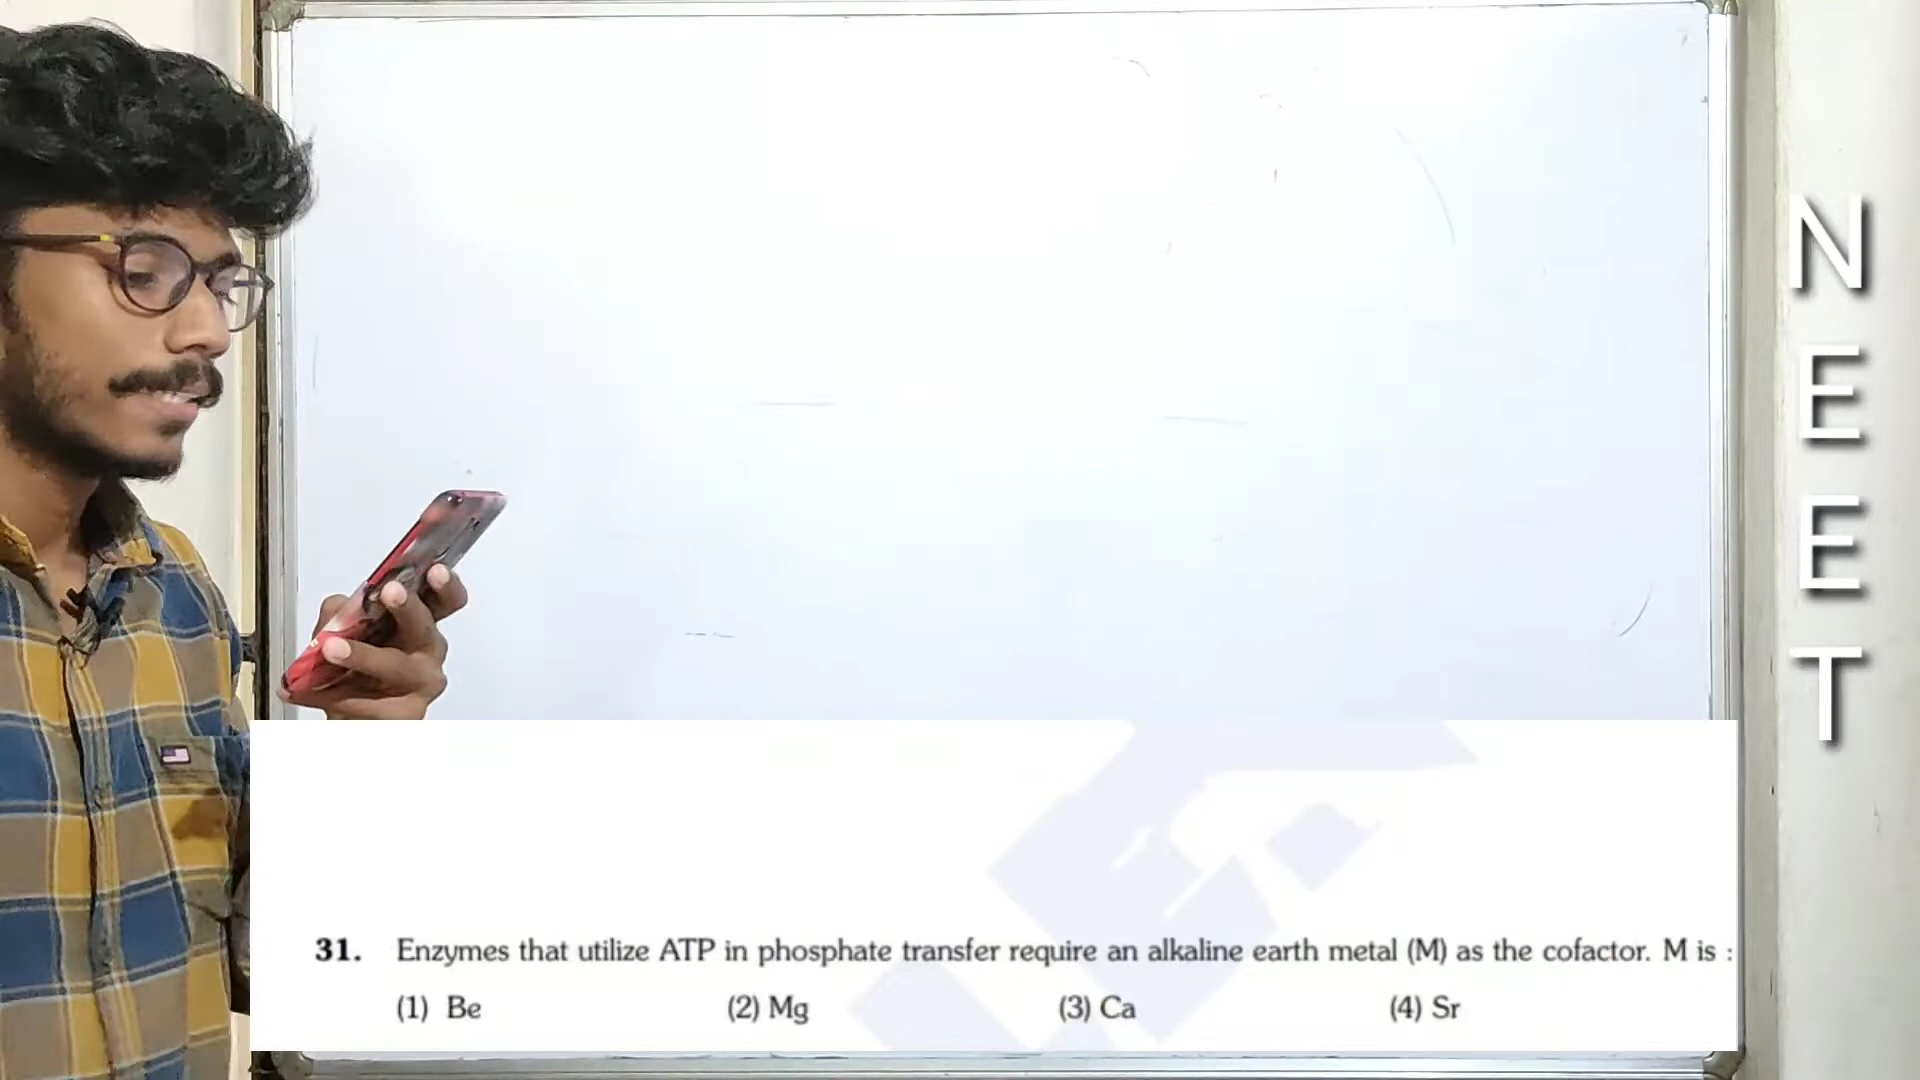 N
E
E
T
31. Enzymes that utilize ATP in phosphate transfer require an alkaline earth metal (M) as the cofactor. M is :
(1) Be (2) Mg (3) Ca (4) Sr